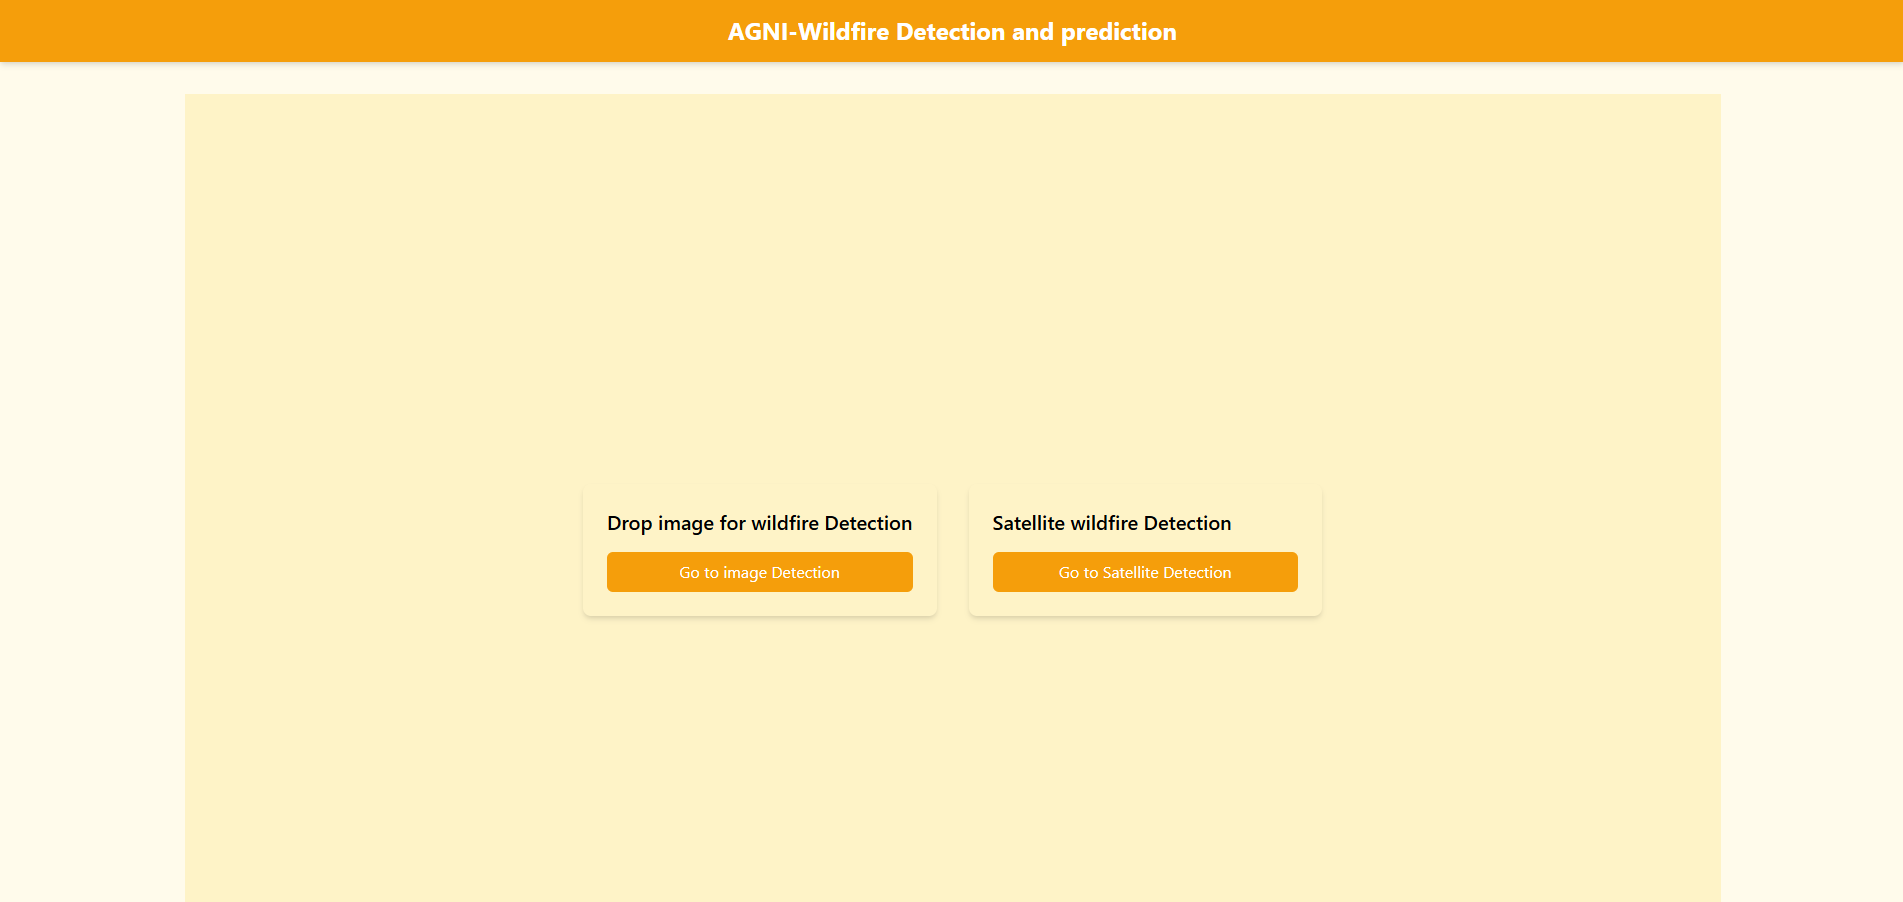 AGNI-Wildfire Detection and prediction
Drop image for wildfire Detection
Go to image Detection
Satellite wildfire Detection
Go to Satellite Detection